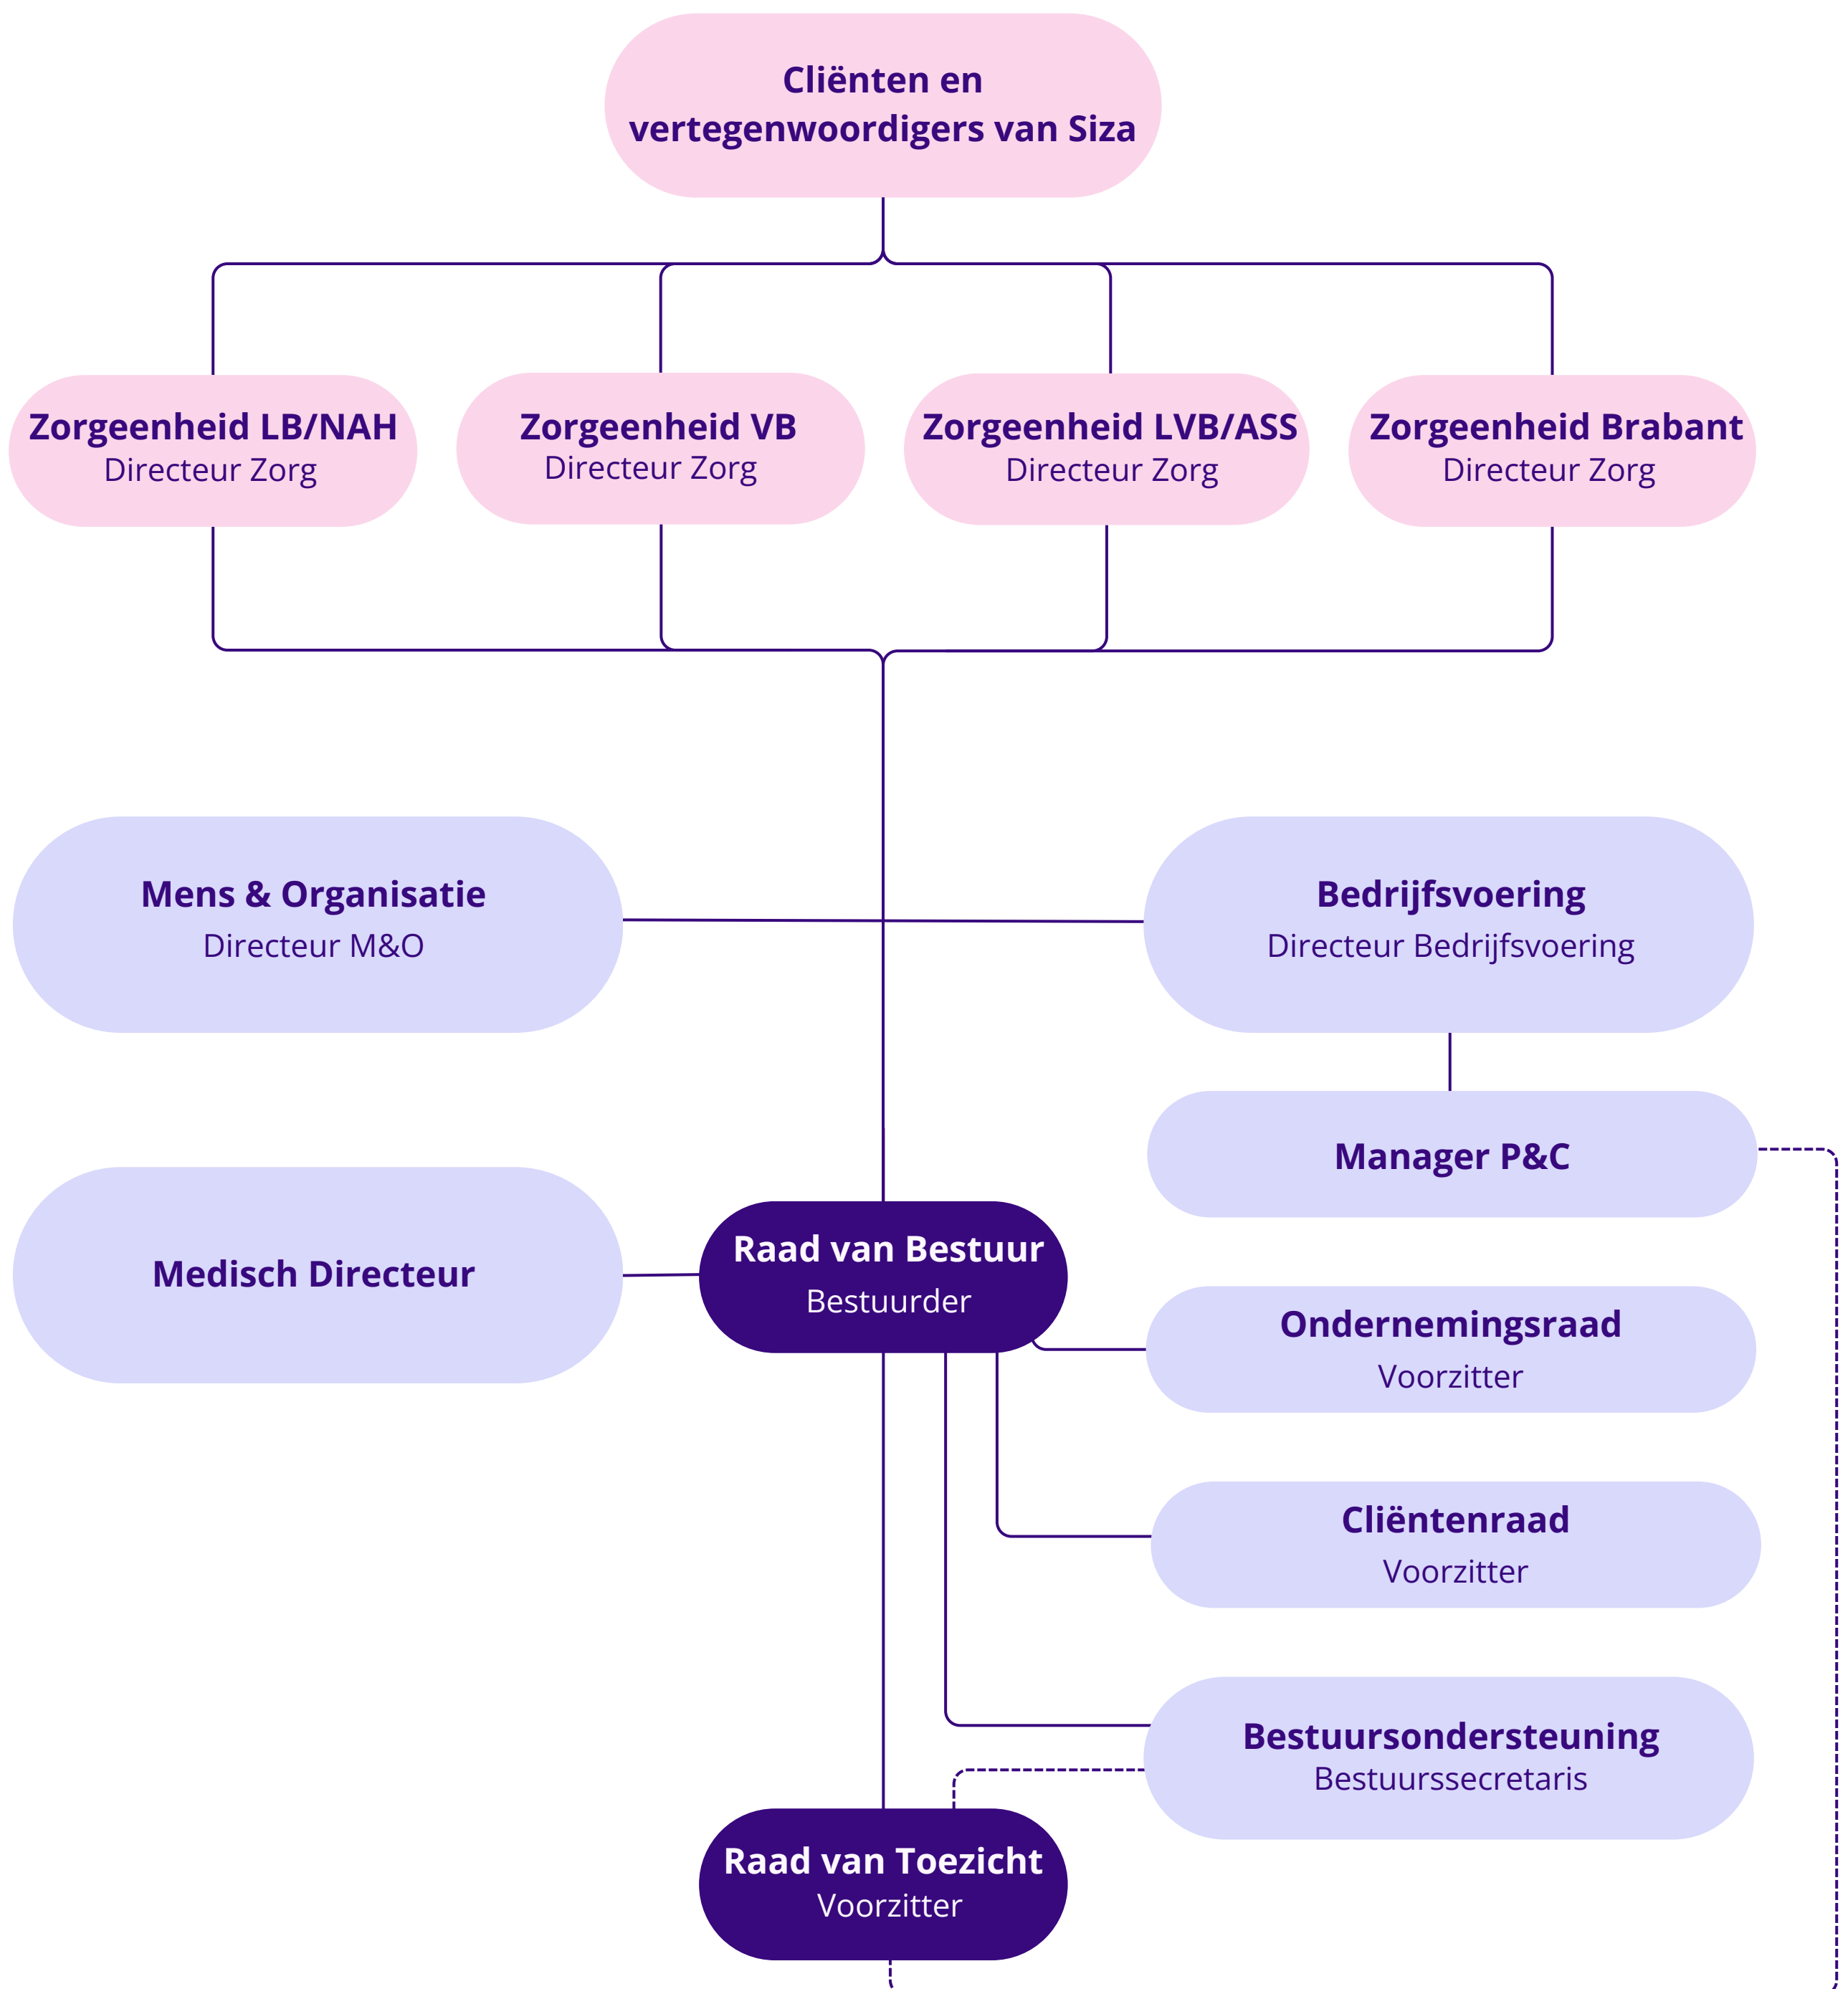 Cliënten en
vertegenwoordigers van Siza
Zorgeenheid LB/NAH
Directeur Zorg
Zorgeenheid VB
Directeur Zorg
Zorgeenheid LVB/ASS
Directeur Zorg
Zorgeenheid Brabant
Directeur Zorg
Mens & Organisatie
Directeur M&O
Bedrijfsvoering
Directeur Bedrijfsvoering
Manager P&C
Medisch Directeur
Raad van Bestuur
Bestuurder
Ondernemingsraad
Voorzitter
Cliëntenraad
Voorzitter
Bestuursondersteuning
Bestuurssecretaris
Raad van Toezicht
Voorzitter